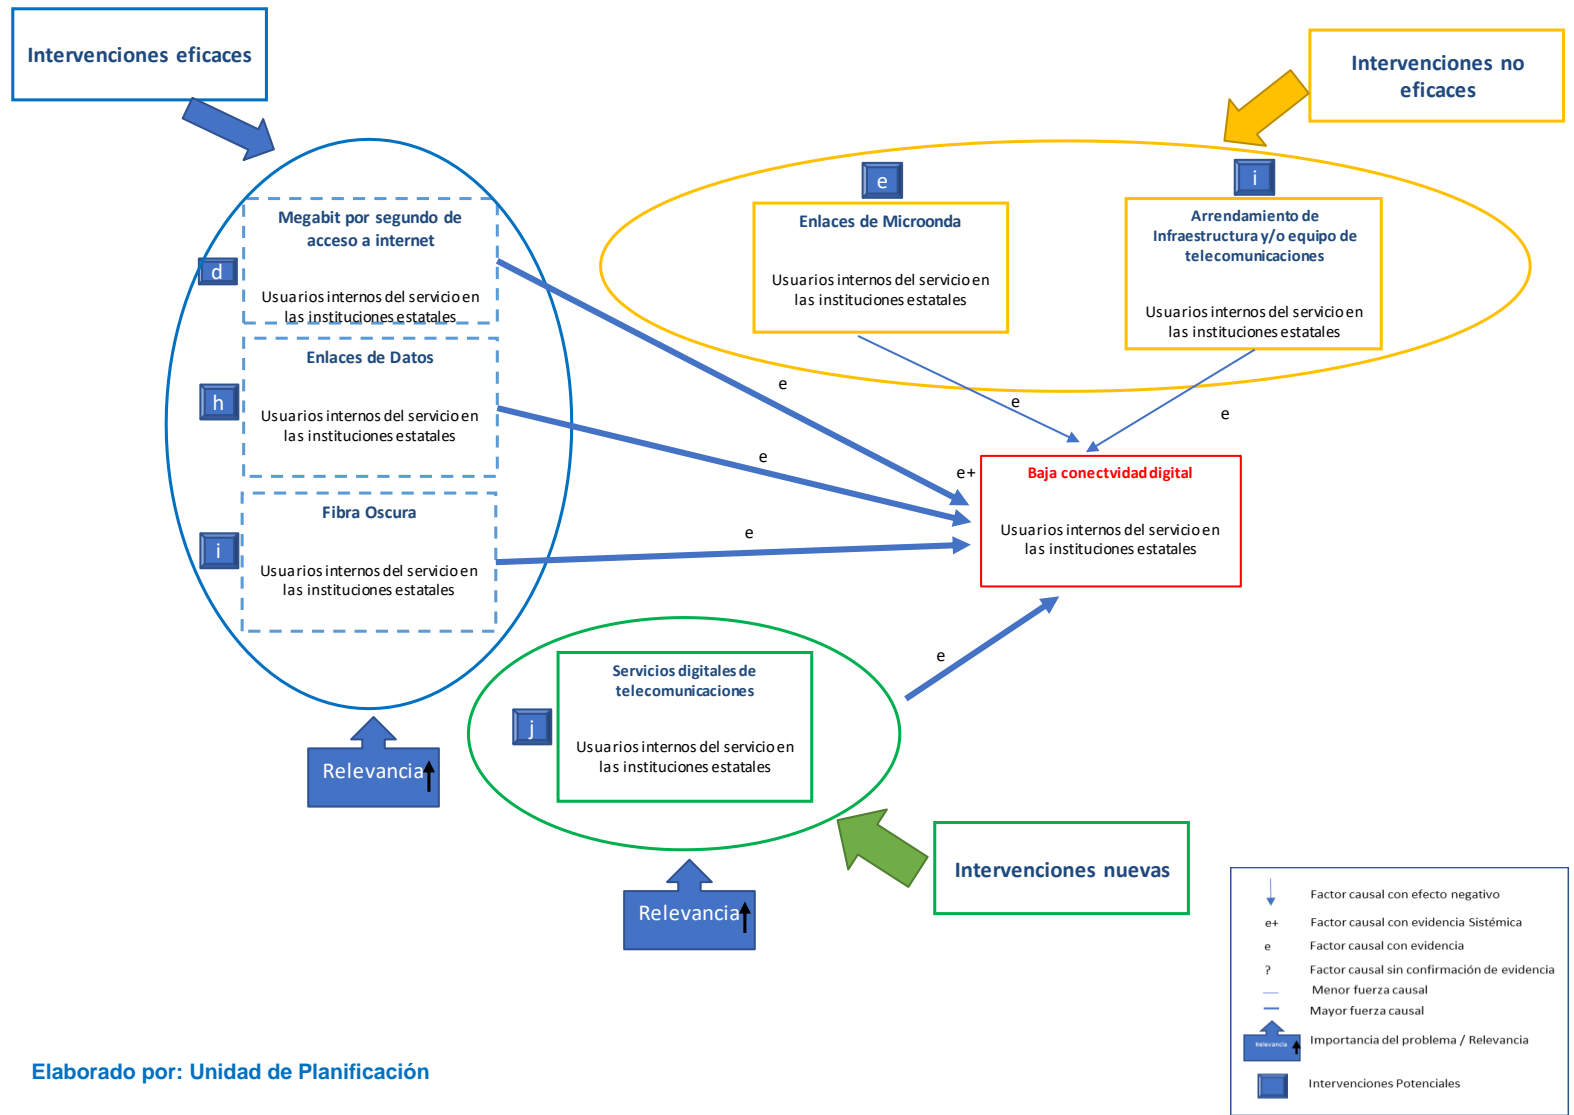 Intervenciones eficaces
Intervenciones no
eficaces
Megabit por segundo de
acceso a internet
d
Usuarios internos del servicio en
las instituciones estatales
Enlaces de Datos
h
Usuarios internos del servicio en
las instituciones estatales
Fibra Oscura
i
Usuarios internos del servicio en
las instituciones estatales
Relevancia
e
Enlaces de Microonda
Usuarios internos del servicio en
las instituciones estatales
i
Arrendamiento de
Infraestructura y/o equipo de
telecomunicaciones
Usuarios internos del servicio en
las instituciones estatales
e
e
e
e
e
e+
Baja conectvidad digital
Usuarios internos del servicio en
las instituciones estatales
Servicios digitales de
telecomunicaciones
j
Usuarios internos del servicio en
las instituciones estatales
e
Relevancia
Intervenciones nuevas
Factor causal con efecto negativo
e+ Factor causal con evidencia Sistémica
e Factor causal con evidencia
? Factor causal sin confirmación de evidencia
Menor fuerza causal
Mayor fuerza causal
Relevancia Importancia del problema / Relevancia
Intervenciones Potenciales
Elaborado por: Unidad de Planificación